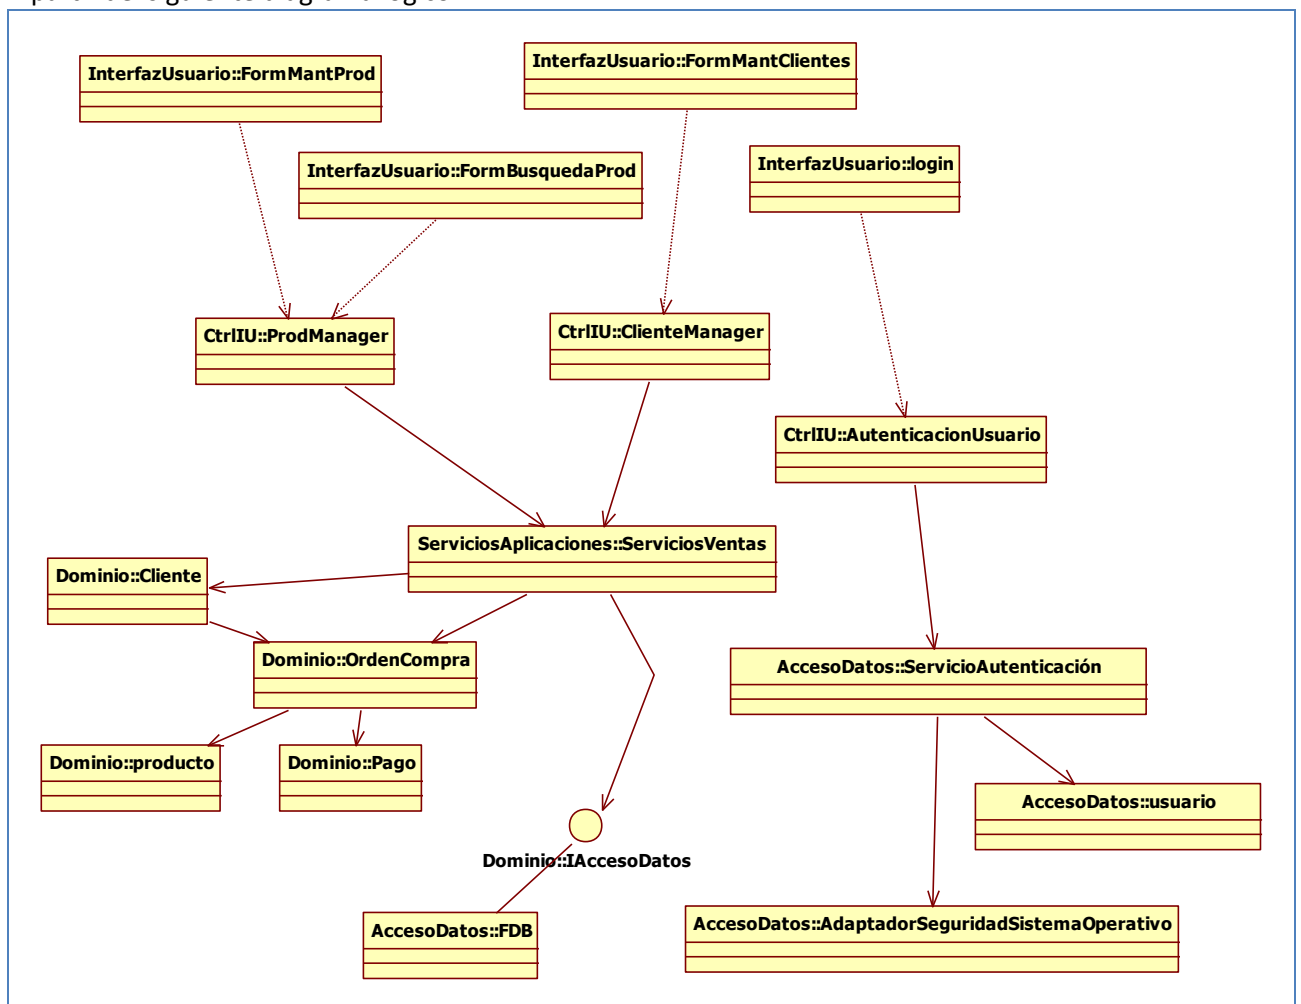 InterfazUsuario::FormMantClientes
InterfazUsuario::FormMantProd
InterfazUsuario::FormBusquedaProd
InterfazUsuario::login
CtrlIU::ProdManager
CtrlIU::ClienteManager
CtrlIU::AutenticacionUsuario
ServiciosAplicaciones::ServiciosVentas
Dominio::Cliente
Dominio::OrdenCompra
AccesoDatos::ServicioAutenticación
Dominio::producto
Dominio::Pago
AccesoDatos::usuario
Dominio::IAccesoDatos
AccesoDatos::FDB
AccesoDatos::AdaptadorSeguridadSistemaOperativo